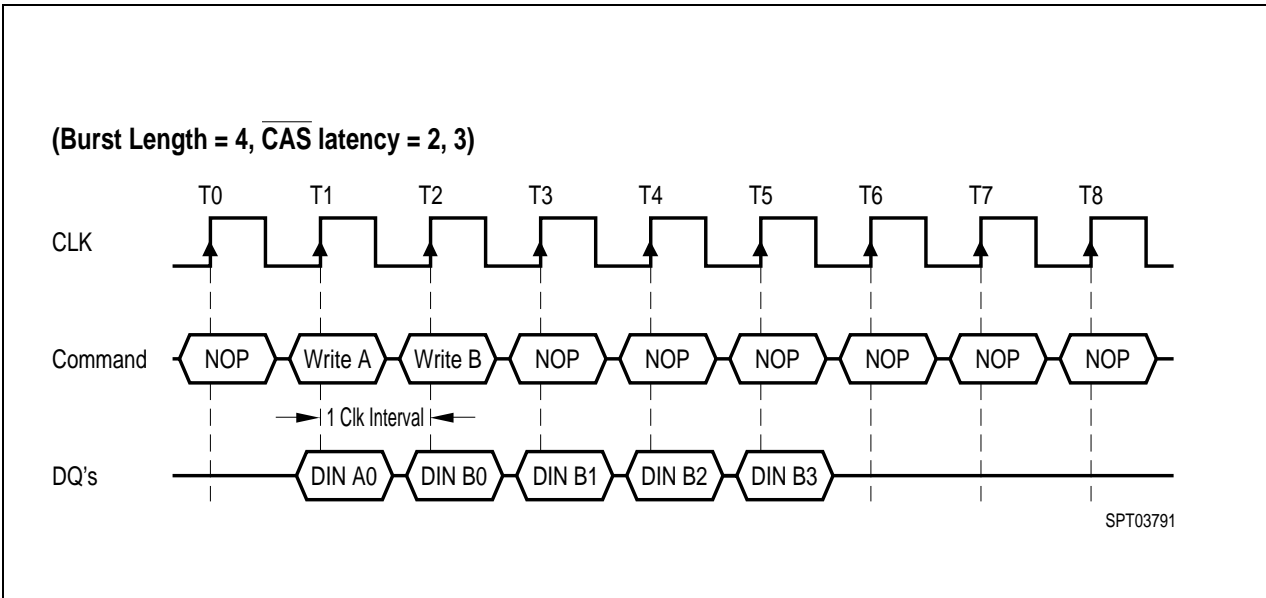 (Burst Length = 4, CAS latency = 2, 3)
T0 T1 T2 T3 T4 T5 T6 T7 T8
CLK
Command NOP Write A Write B NOP NOP NOP NOP NOP NOP
1 Clk Interval
DQ's DIN A0 DIN B0 DIN B1 DIN B2 DIN B3
SPT03791